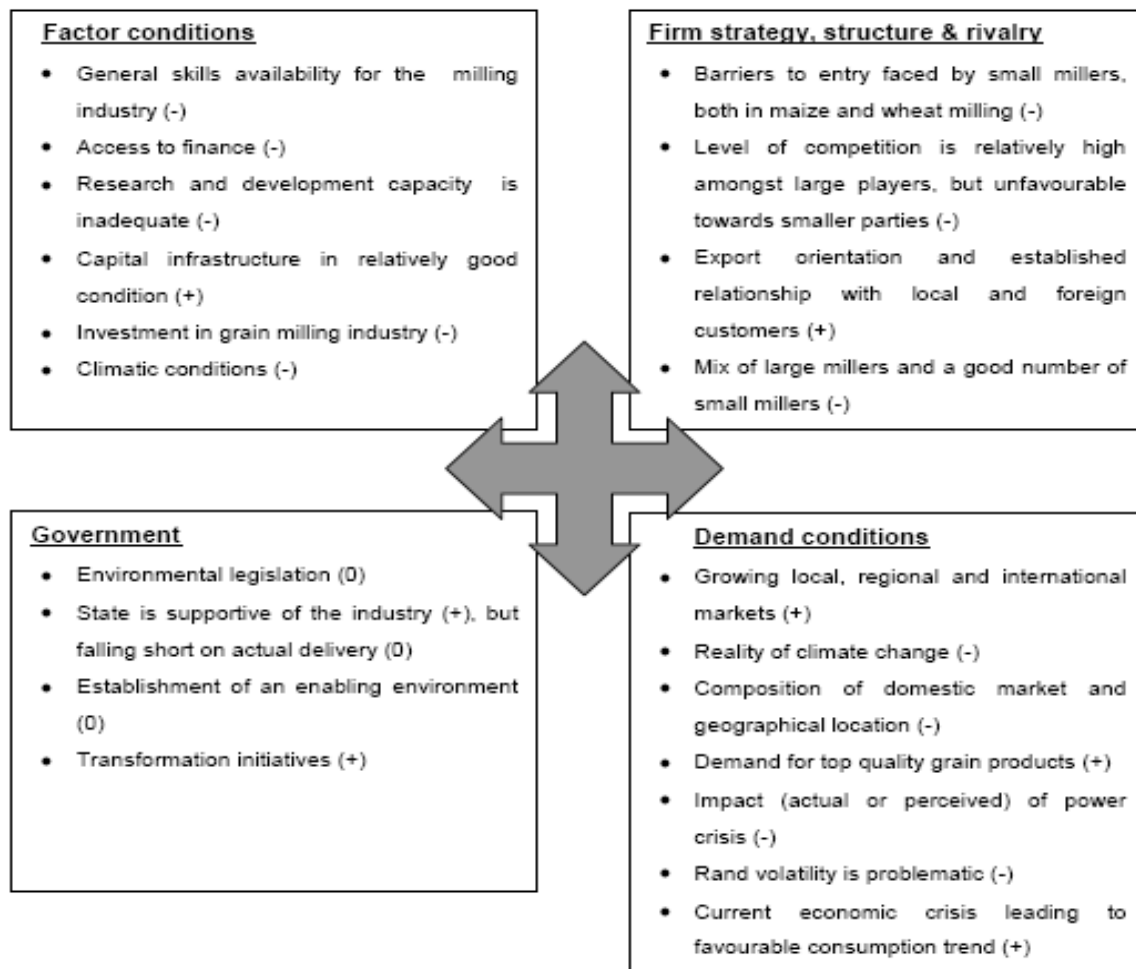 Factor conditions
• General skills availability for the milling
industry (-)
• Access to finance (-)
• Research and development capacity is
inadequate (-)
• Capital infrastructure in relatively good
condition (+)
• Investment in grain milling industry (-)
• Climatic conditions (-)
Firm strategy, structure & rivalry
• Barriers to entry faced by small millers,
both in maize and wheat milling (-)
• Level of competition is relatively high
amongst large players, but unfavourable
towards smaller parties (-)
• Export orientation and established
relationship with local and foreign
customers (+)
• Mix of large millers and a good number of
small millers (-)
Government
• Environmental legislation (0)
• State is supportive of the industry (+), but
falling short on actual delivery (0)
• Establishment of an enabling environment
(0)
• Transformation initiatives (+)
Demand conditions
• Growing local, regional and international
markets (+)
• Reality of climate change (-)
• Composition of domestic market and
geographical location (-)
• Demand for top quality grain products (+)
• Impact (actual or perceived) of power
crisis (-)
• Rand volatility is problematic (-)
• Current economic crisis leading to
favourable consumption trend (+)